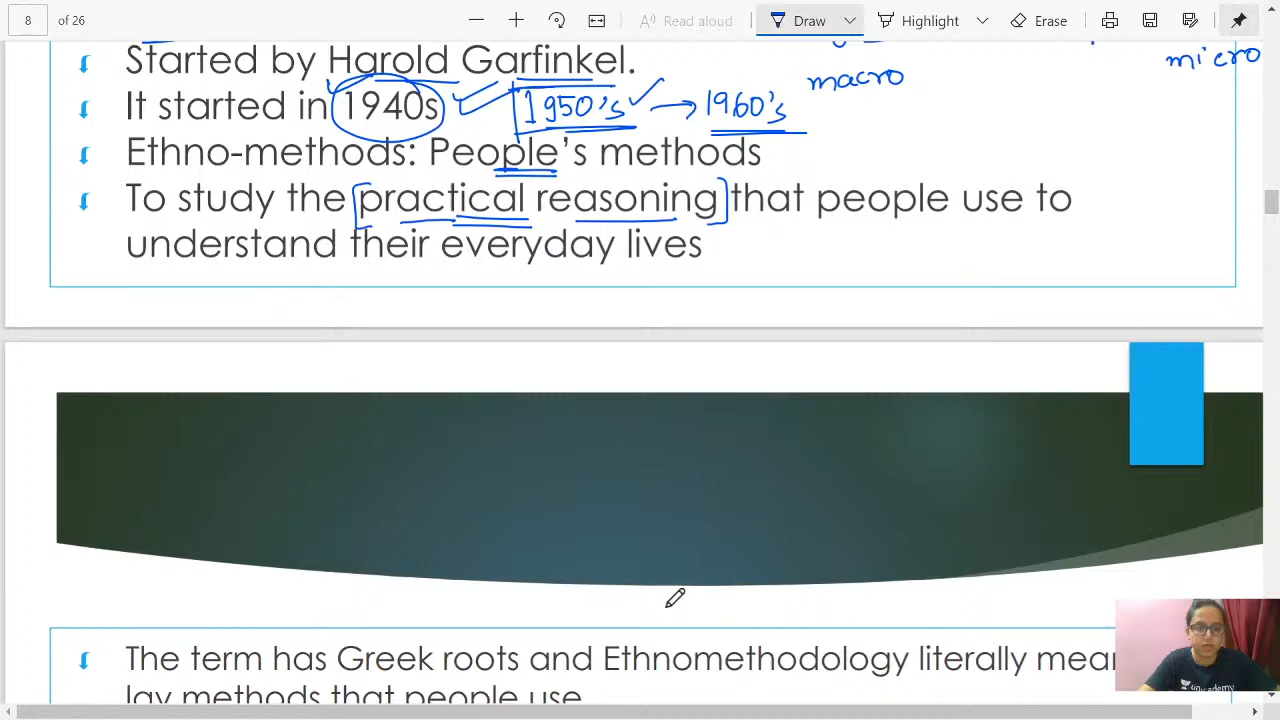 8 of 26 Read aloud Draw Highlight Erase
Started by Harold Garfinkel.
micro
macro
It started in 1940s 1950's → 1960's
Ethno-methods: People's methods
To study the [practical reasoning] that people use to
understand their everyday lives
The term has Greek roots and Ethnomethodology literally mean
lay methods that people use
unacademy